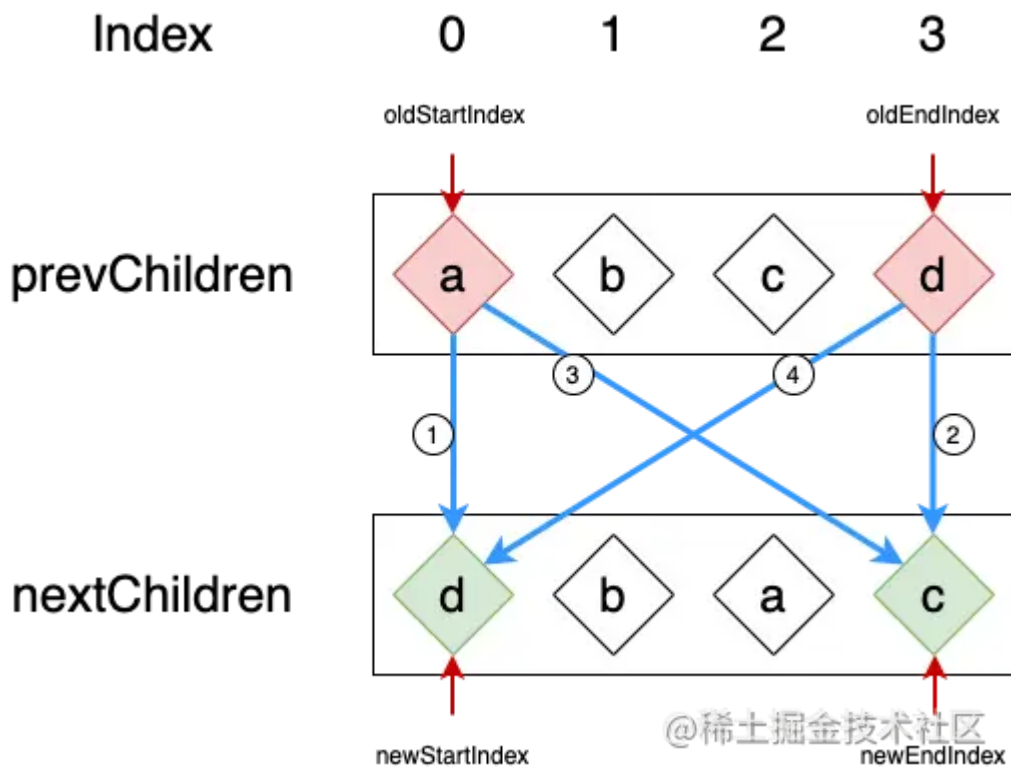 Index 0 1 2 3
oldStartIndex oldEndIndex
prevChildren a b c d
3 4
1 2
nextChildren d b a c
@稀土掘金技术社区
newStartIndex newEndIndex